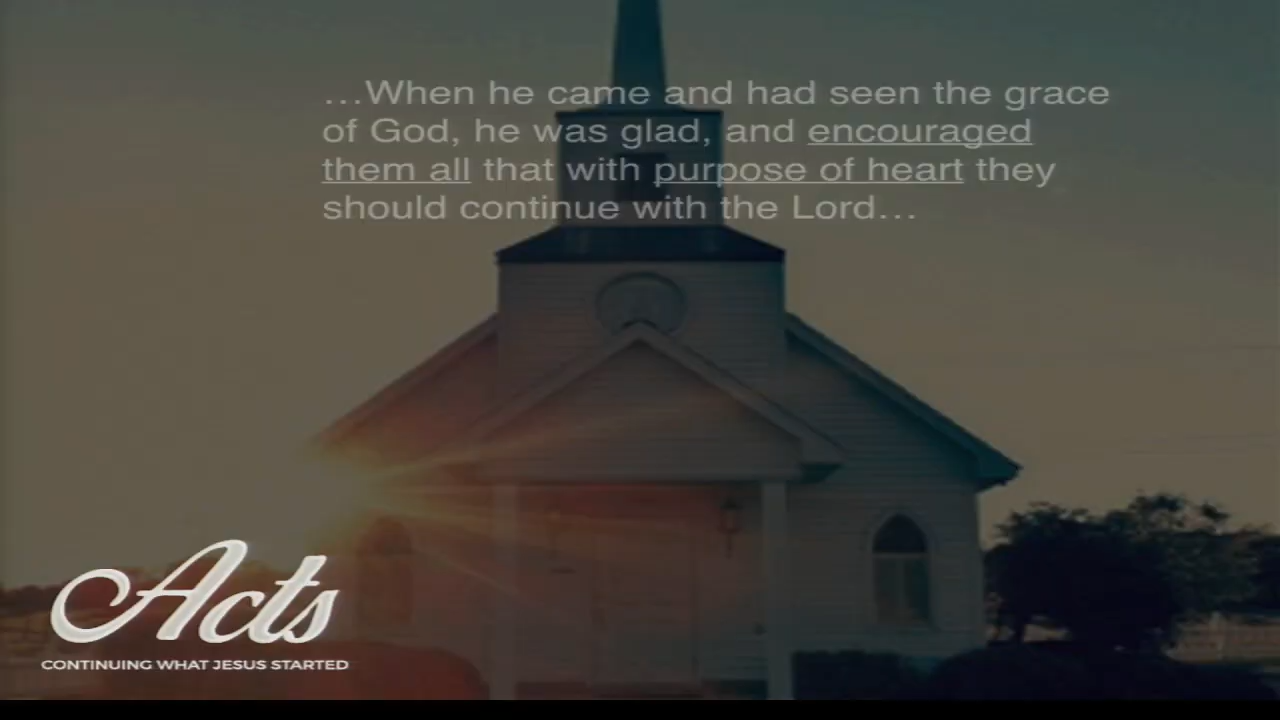 …When he came and had seen the grace
of God, he was glad, and encouraged
them all that with purpose of heart they
should continue with the Lord…
Acts
CONTINUING WHAT JESUS STARTED